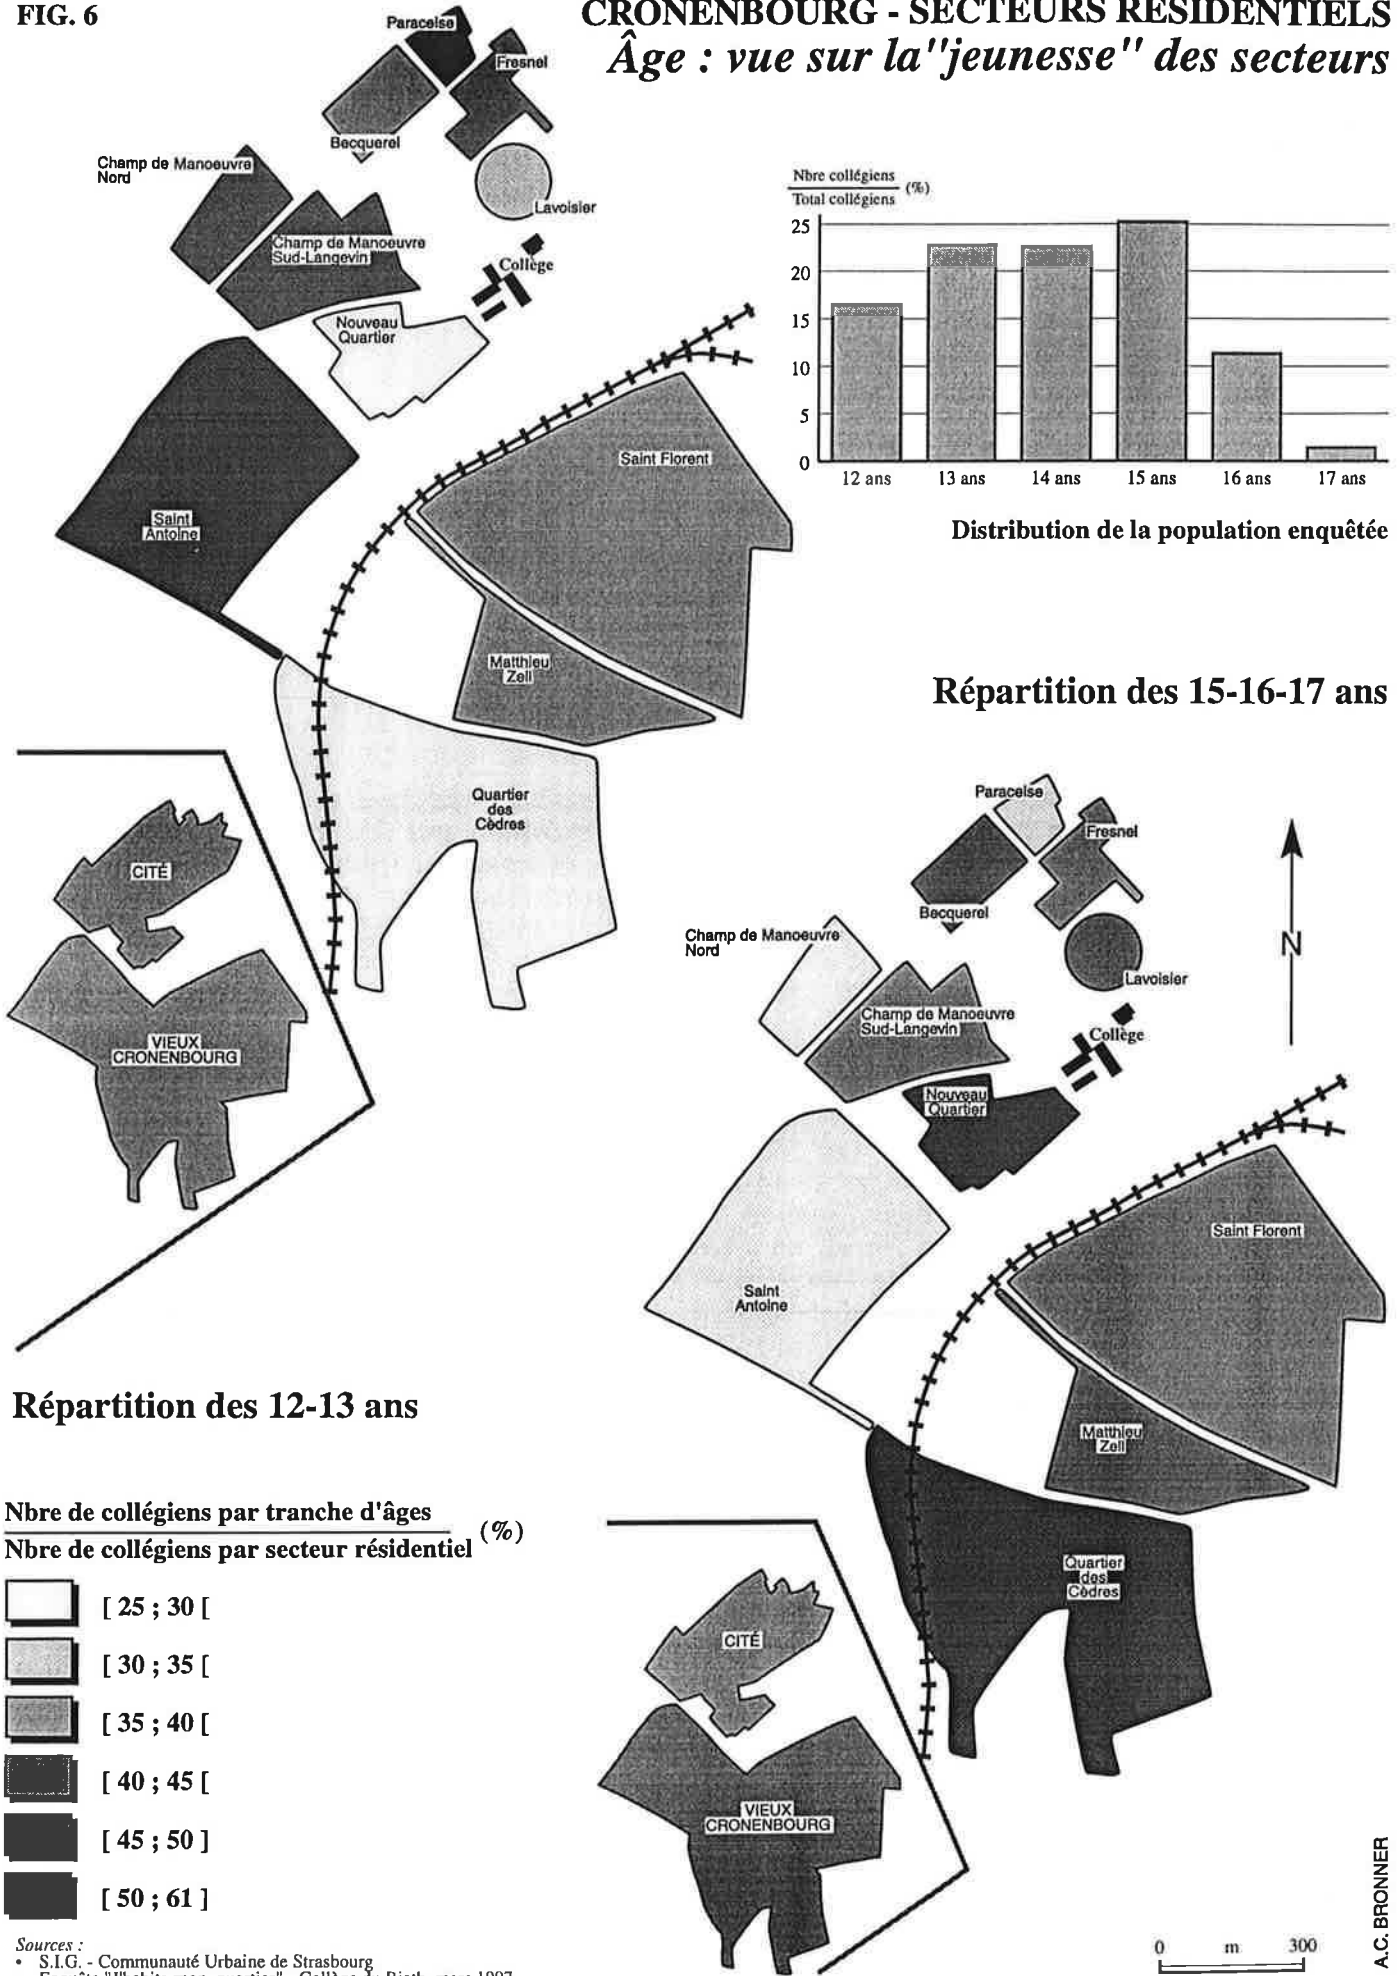 FIG. 6
CRONENBOURG - SECTEURS RÉSIDENTIELS
Âge : vue sur la "jeunesse" des secteurs
Paracelse
Fresnel
Becquerel
Champ de Manoeuvre
Nord
Lavoisier
Champ de Manoeuvre
Sud-Langevin
Collège
Nouveau
Quartier
Saint Florent
Saint
Antoine
Matthieu
Zell
Quartier
des
Cèdres
CITÉ
VIEUX
CRONENBOURG
Répartition des 12-13 ans
Nbre collégiens
Total collégiens
(%)
25
20
15
10
5
0
12 ans
13 ans
14 ans
15 ans
16 ans
17 ans
Distribution de la population enquêtée
Répartition des 15-16-17 ans
Paracelse
Fresnel
Becquerel
Champ de Manoeuvre
Nord
Lavoisier
N
Champ de Manoeuvre
Sud-Langevin
Collège
Nouveau
Quartier
Saint Florent
Saint
Antoine
Matthieu
Zell
Quartier
des
Cèdres
CITÉ
VIEUX
CRONENBOURG
Nbre de collégiens par tranche d'âges
Nbre de collégiens par secteur résidentiel
(%)
[ 25 ; 30 [
[ 30 ; 35 [
[ 35 ; 40 [
[ 40 ; 45 [
[ 45 ; 50 ]
[ 50 ; 61 ]
Sources :
• S.I.G. - Communauté Urbaine de Strasbourg
0 m 300
A.C. BRONNER